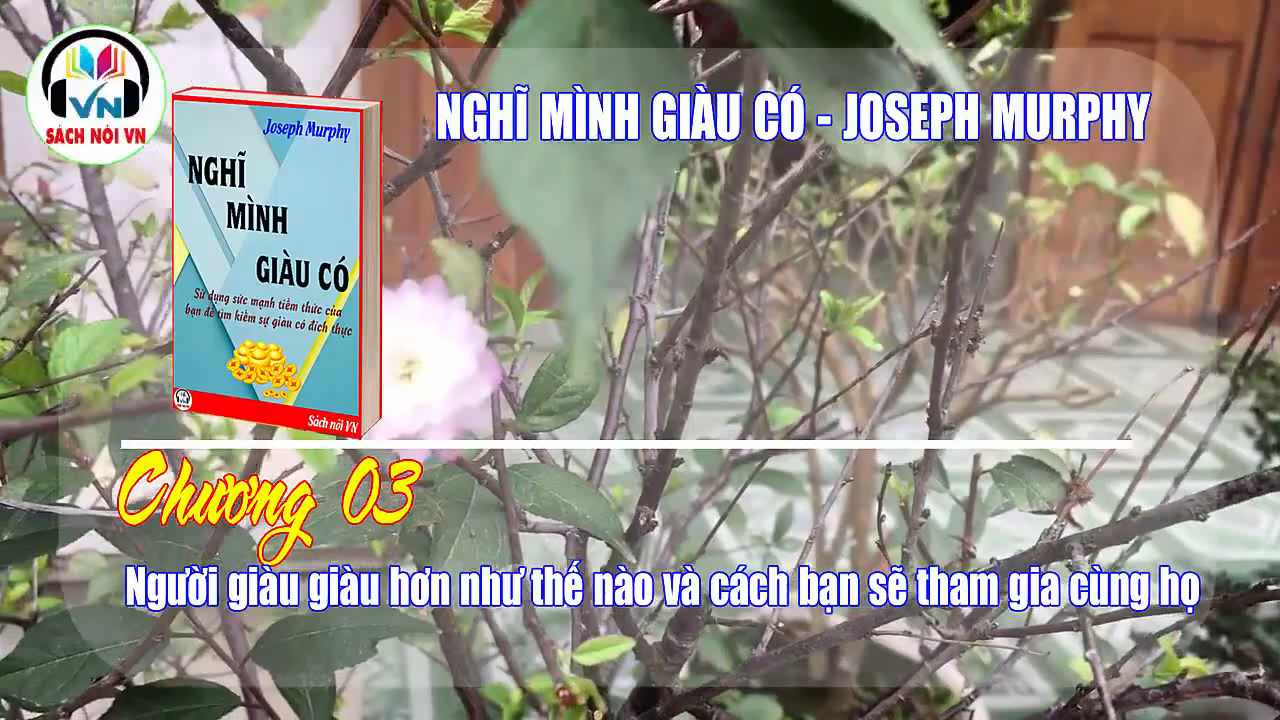 VN
SÁCH NÓI VN
NGHĨ MÌNH GIÀU CÓ - JOSEPH MURPHY
Joseph Murphy
NGHĨ
MÌNH
GIÀU CÓ
Sử dụng sức mạnh tiềm thức của
bạn để tìm kiếm sự giàu có đích thực
Sách nói VN
Chương 03
Người giàu giàu hơn như thế nào và cách bạn sẽ tham gia cùng họ